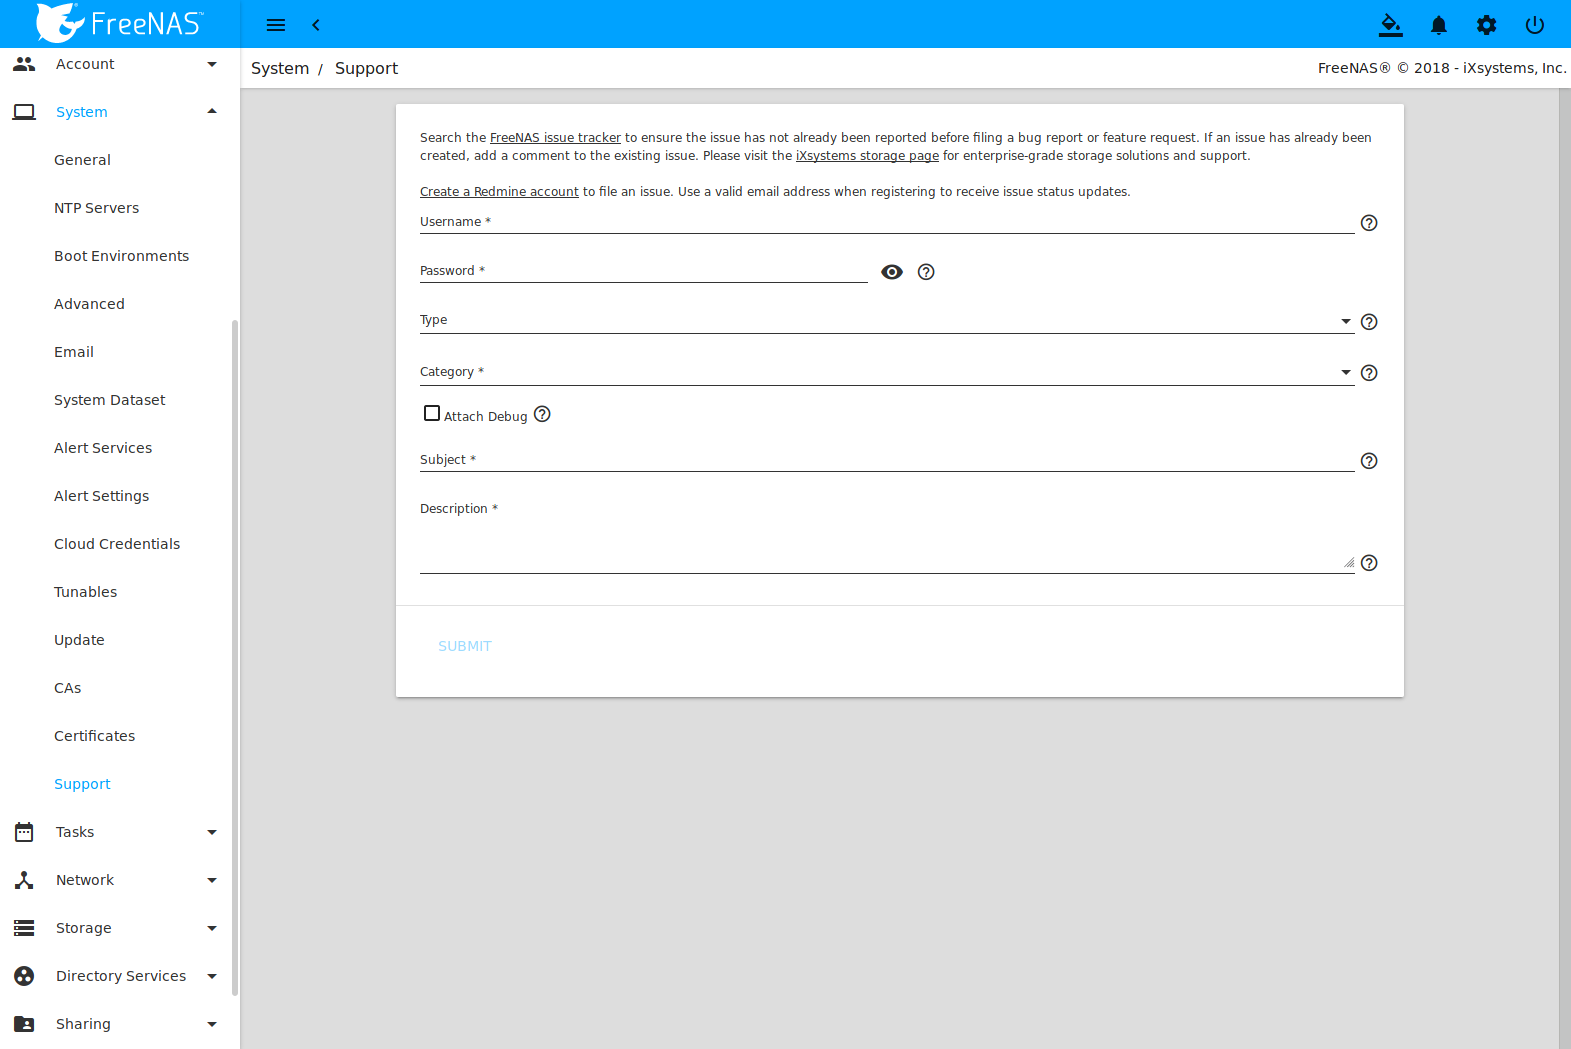 FreeNAS™
System / Support
FreeNAS® © 2018 - iXsystems, Inc.
Account
System
General
NTP Servers
Boot Environments
Advanced
Email
System Dataset
Alert Services
Alert Settings
Cloud Credentials
Tunables
Update
CAs
Certificates
Support
Tasks
Network
Storage
Directory Services
Sharing
Search the FreeNAS issue tracker to ensure the issue has not already been reported before filing a bug report or feature request. If an issue has already been
created, add a comment to the existing issue. Please visit the iXsystems storage page for enterprise-grade storage solutions and support.
Create a Redmine account to file an issue. Use a valid email address when registering to receive issue status updates.
Username *
Password *
Type
Category *
Attach Debug
Subject *
Description *
SUBMIT